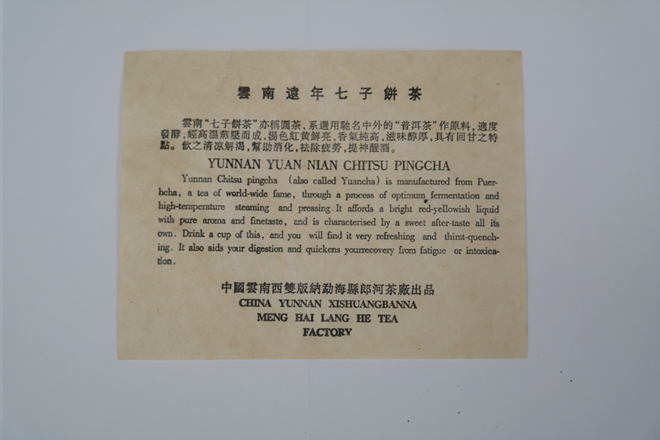 雲南遠年七子餅茶
雲南"七子餅茶"亦稱圓茶，系選用馳名中外的"普洱茶"作原料，適度
發酵，經高溫蒸壓而成，湯色紅黃鮮亮，香氣純高，滋味醇厚，具有回甘之特
點。飲之清凉解渴，幫助消化，祛除疲勞，提神醒酒。
YUNNAN YUAN NIAN CHITSU PINGCHA
Yunnan Chitsu pingcha (also called Yuancha) is manufactured from Puer-
bcha, a tea of world-wide fame, through a process of optimum fermentation and
high-temperature steaming and pressing. It affords a bright red-yellowish liquid
with pure aroma and finetaste, and is characterised by a sweet after-taste all its
own. Drink a cup of this, and you will find it very refreshing and thirst-quench-
ing. It also aids your digestion and quickens yourrecovery from fatigue or intoxica-
tion.
中國雲南西雙版納勐海縣郎河茶廠出品
CHINA YUNNAN XISHUANGBANNA
MENG HAI LANG HE TEA
FACTORY